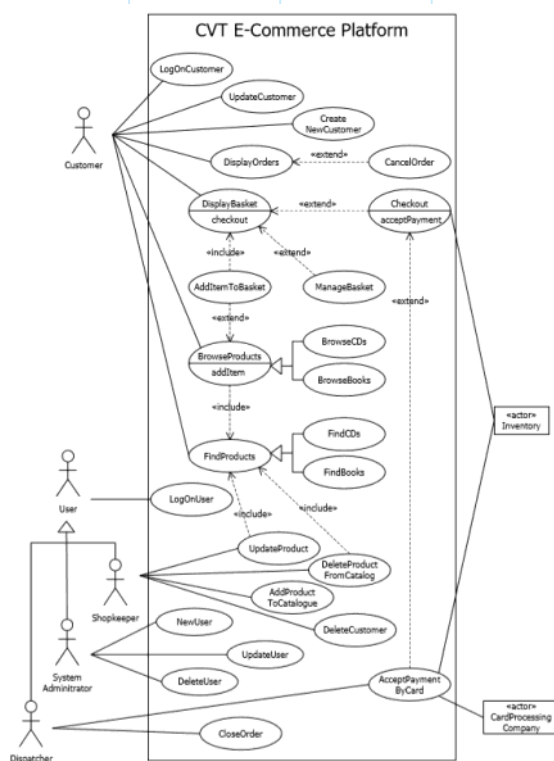 CVT E-Commerce Platform
LogOnCustomer
UpdateCustomer
Create
NewCustomer
Customer
DisplayOrders
«extend»
CancelOrder
DisplayBasket
checkout
«extend»
Checkout
acceptPayment
«include»
«extend»
AddItemToBasket
ManageBasket
«extend»
«extend»
BrowseProducts
addItem
BrowseCDs
BrowseBooks
«include»
«actor»
Inventory
FindCDs
FindProducts
FindBooks
User
LogOnUser
«include»
«include»
UpdateProduct
DeleteProduct
FromCatalog
Shopkeeper
AddProduct
ToCatalogue
NewUser
DeleteCustomer
System
Adminitrator
UpdateUser
DeleteUser
AcceptPayment
ByCard
«actor»
CardProcessing
Company
CloseOrder
Dispatcher